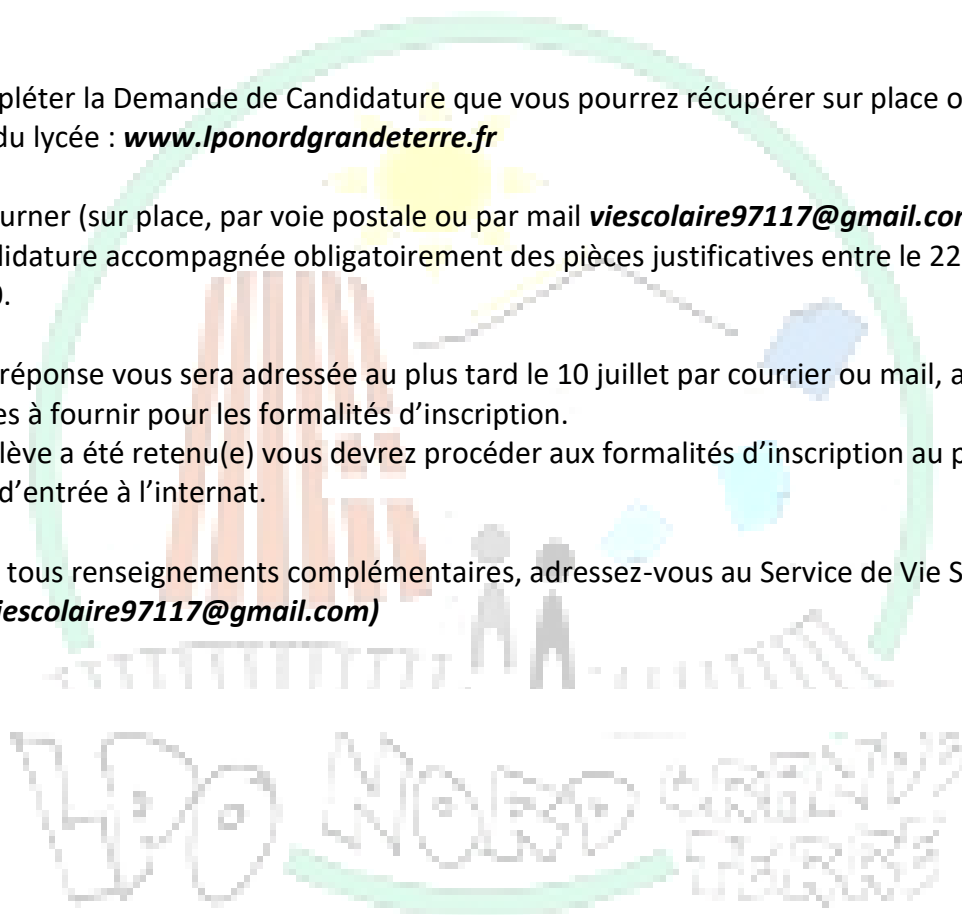 pléter la Demande de Candidature que vous pourrez récupérer sur place o
du lycée : www.lponordgrandeterre.fr
urner (sur place, par voie postale ou par mail viescolaire97117@gmail.com
lidature accompagnée obligatoirement des pièces justificatives entre le 22
).
réponse vous sera adressée au plus tard le 10 juillet par courrier ou mail, a
es à fournir pour les formalités d’inscription.
lève a été retenu(e) vous devrez procéder aux formalités d’inscription au p
d’entrée à l’internat.
tous renseignements complémentaires, adressez-vous au Service de Vie S
iescolaire97117@gmail.com)
LPO NORD GRANDE
TERRE